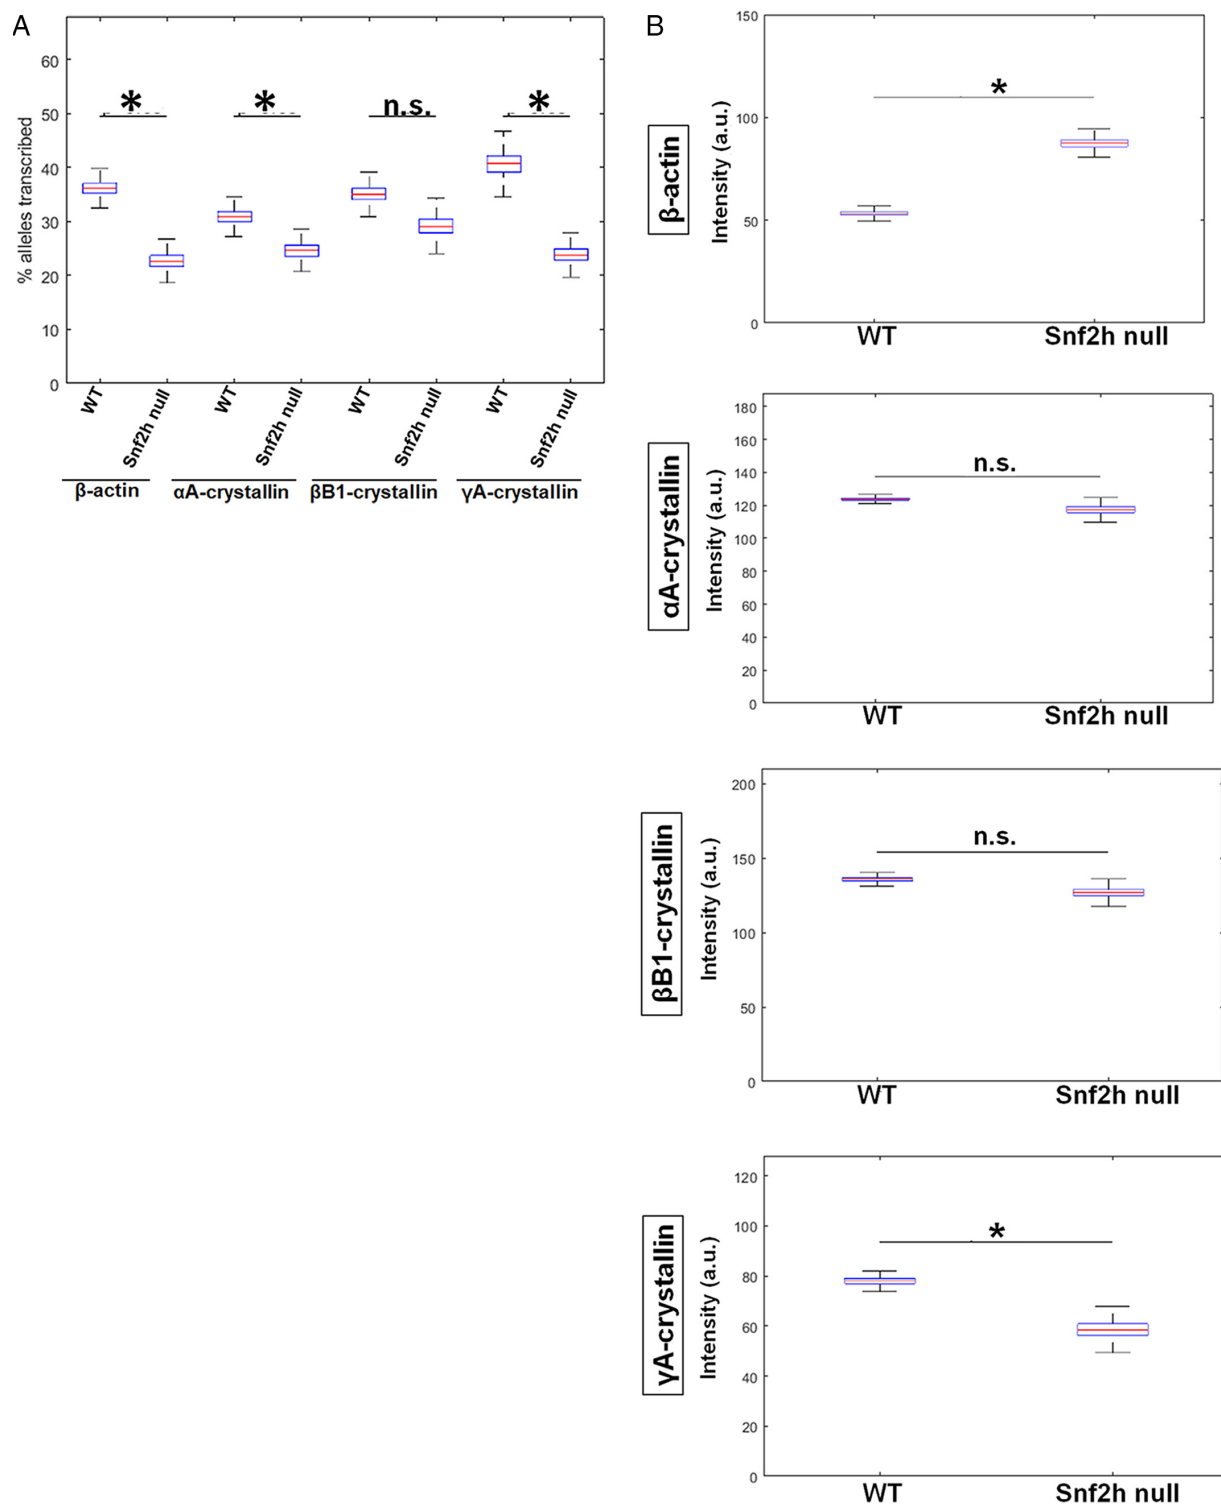 A
% alleles transcribed
60
50
40
30
20
10
0
*
*
n.s.
*
WT
Snf2h null
WT
Snf2h null
WT
Snf2h null
WT
Snf2h null
β-actin
αA-crystallin
βB1-crystallin
γA-crystallin
B
β-actin
Intensity (a.u.)
150
100
50
0
*
WT
Snf2h null
αA-crystallin
Intensity (a.u.)
180
160
140
120
100
80
60
40
20
0
n.s.
WT
Snf2h null
βB1-crystallin
Intensity (a.u.)
200
150
100
50
0
n.s.
WT
Snf2h null
γA-crystallin
Intensity (a.u.)
120
100
80
60
40
20
0
*
WT
Snf2h null